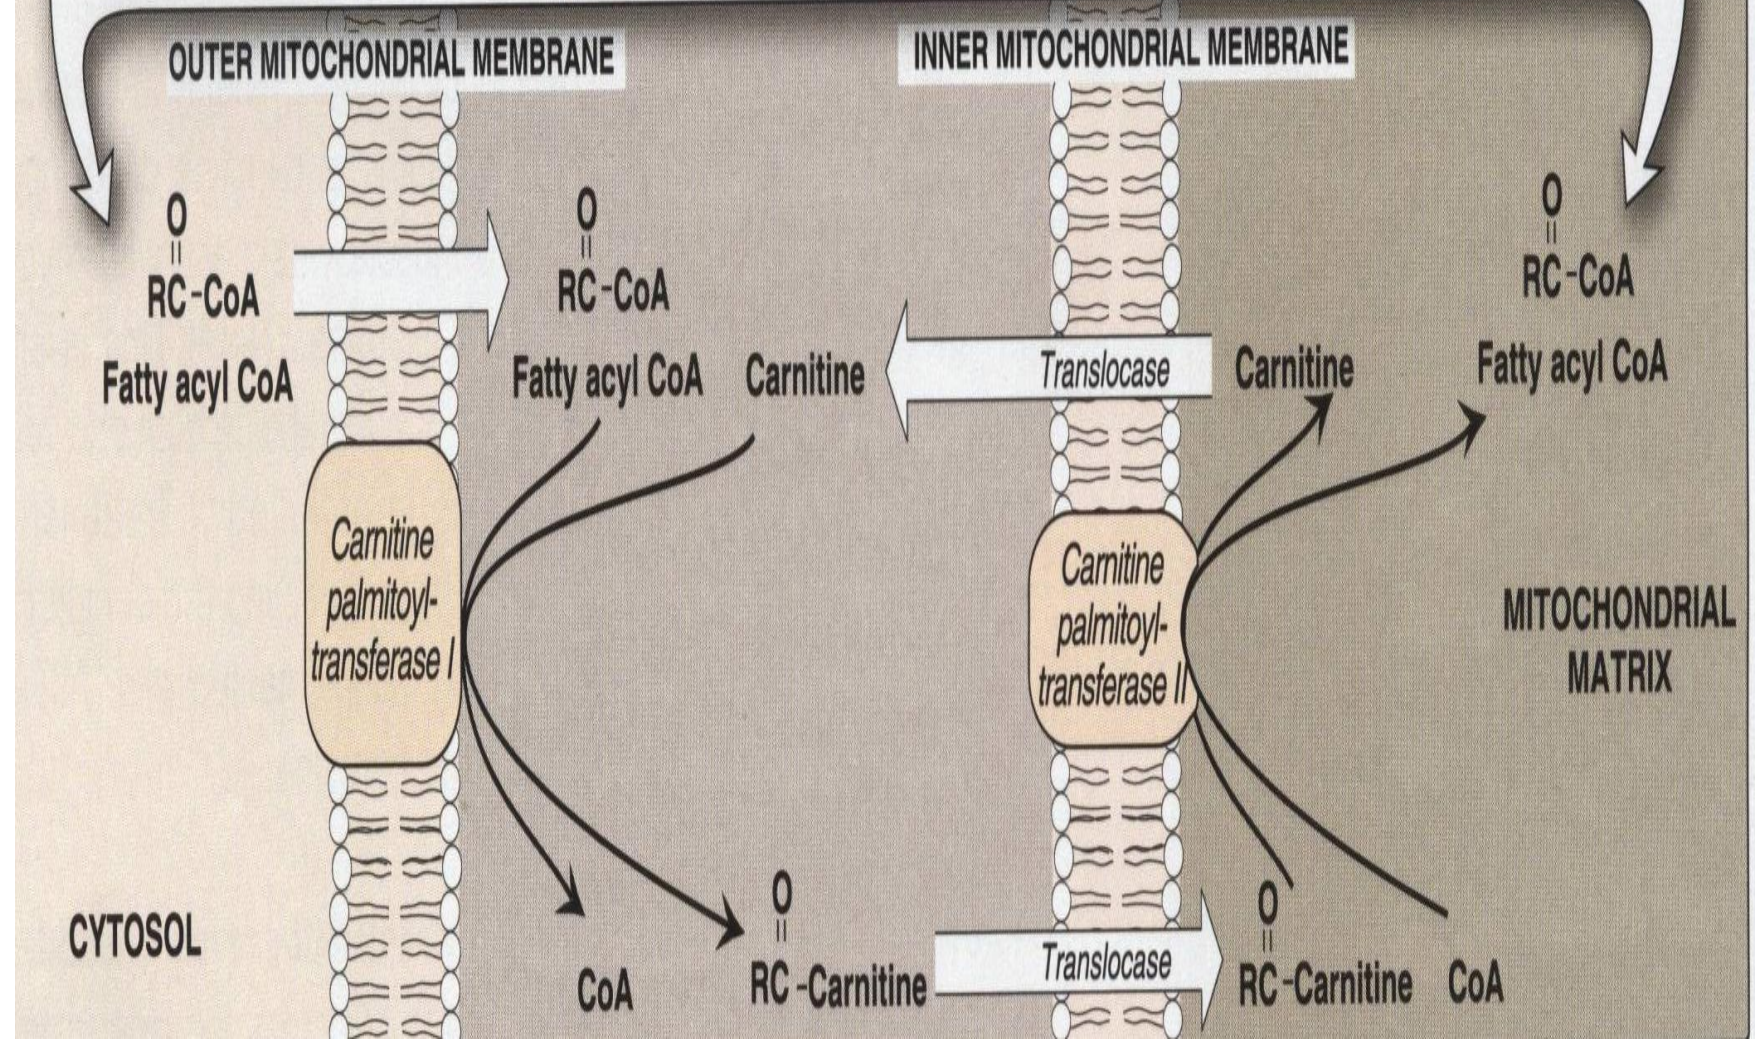 OUTER MITOCHONDRIAL MEMBRANE
INNER MITOCHONDRIAL MEMBRANE
O
||
RC-CoA
Fatty acyl CoA
O
||
RC-CoA
Fatty acyl CoA
Carnitine
Translocase
Carnitine
O
||
RC-CoA
Fatty acyl CoA
Carnitine
palmitoyl-
transferase I
Carnitine
palmitoyl-
transferase II
MITOCHONDRIAL
MATRIX
CYTOSOL
CoA
O
||
RC-Carnitine
Translocase
O
||
RC-Carnitine
CoA